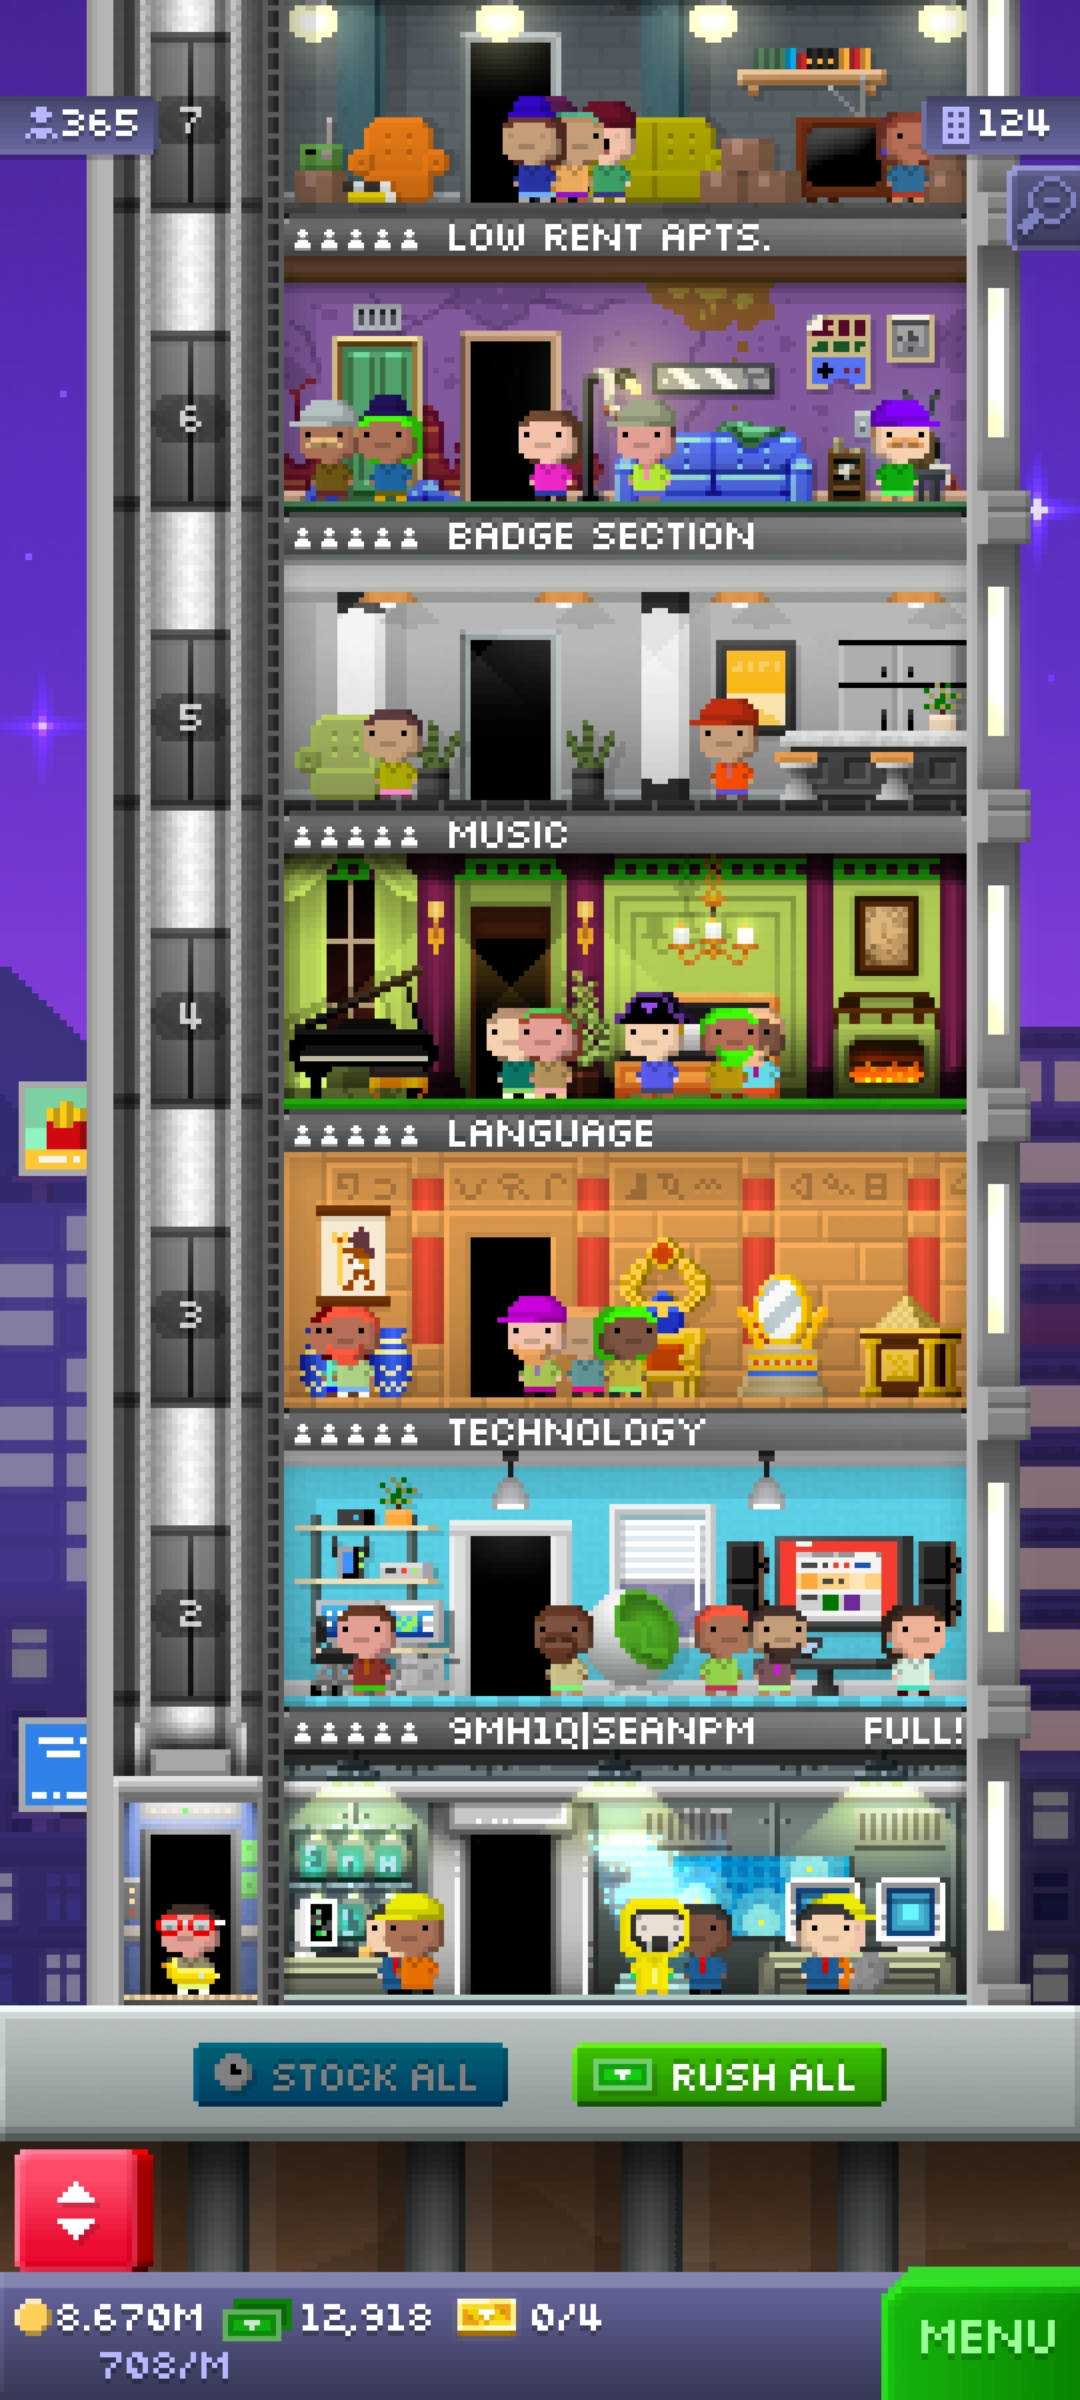 365
7
124
LOW RENT APTS.
6
BADGE SECTION
5
MUSIC
4
LANGUAGE
3
TECHNOLOGY
2
9MH1Q|SEANPM FULL!
STOCK ALL
RUSH ALL
8.670M
12,918
0/4
708/M
MENU